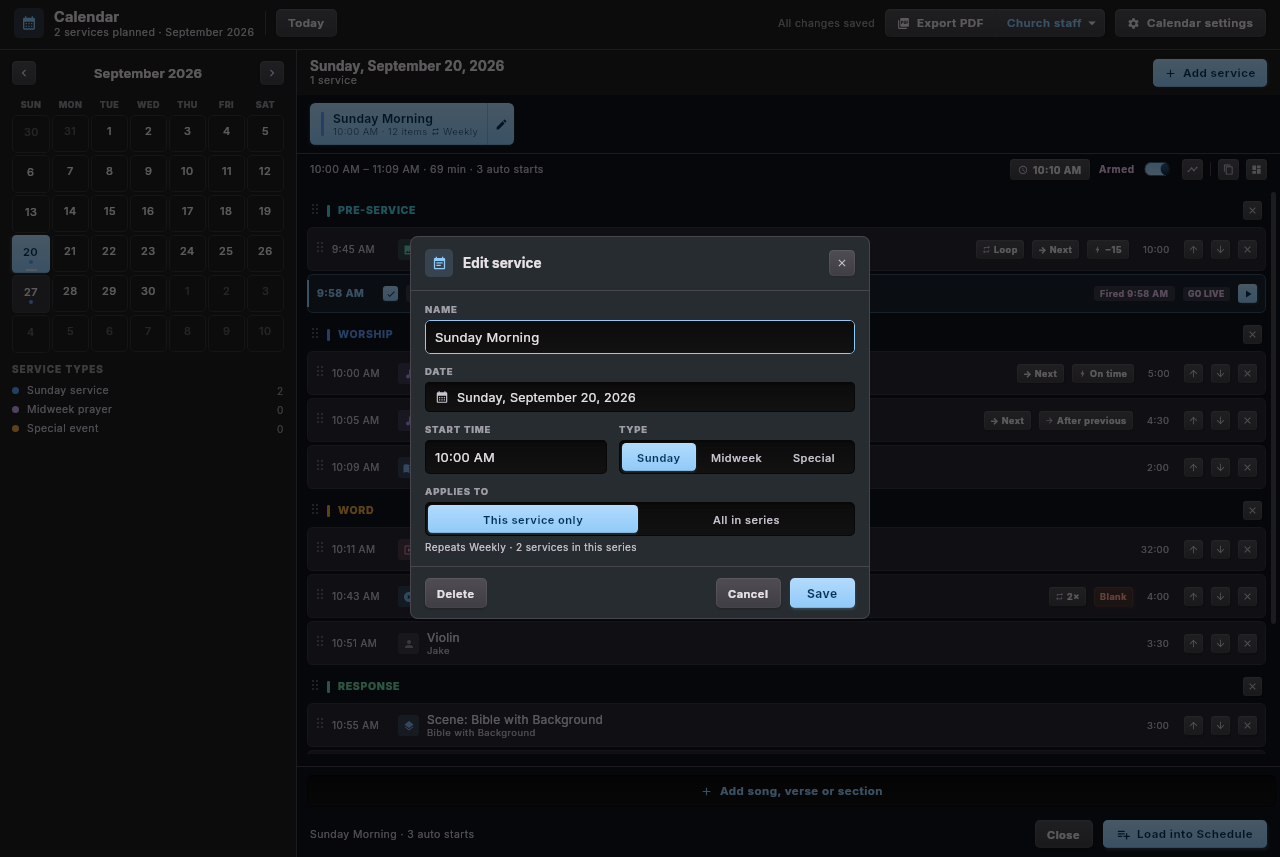 Calendar
2 services planned · September 2026
Today
All changes saved
Export PDF
Church staff
Calendar settings
September 2026
SUN MON TUE WED THU FRI SAT
30 31 1 2 3 4 5
6 7 8 9 10 11 12
13 14 15 16 17 18 19
20 21 22 23 24 25 26
27 28 29 30 1 2 3
4 5 6 7 8 9 10
SERVICE TYPES
Sunday service 2
Midweek prayer 0
Special event 0
Sunday, September 20, 2026
1 service
+ Add service
Sunday Morning
10:00 AM · 12 items Weekly
10:00 AM – 11:09 AM · 69 min · 3 auto starts
10:10 AM
Armed
PRE-SERVICE
9:45 AM Loop → Next −15 10:00
9:58 AM Fired 9:58 AM GO LIVE
WORSHIP
10:00 AM → Next On time 5:00
10:05 AM → Next → After previous 4:30
10:09 AM 2:00
WORD
10:11 AM 32:00
10:43 AM 2× Blank 4:00
10:51 AM Violin 3:30
Jake
RESPONSE
10:55 AM Scene: Bible with Background 3:00
Bible with Background
+ Add song, verse or section
Sunday Morning · 3 auto starts
Close
Load into Schedule
Edit service
NAME
Sunday Morning
DATE
Sunday, September 20, 2026
START TIME TYPE
10:00 AM Sunday Midweek Special
APPLIES TO
This service only All in series
Repeats Weekly · 2 services in this series
Delete Cancel Save